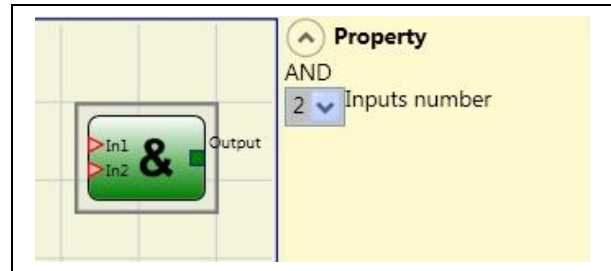 Property
AND
2 Inputs number
In1
In2
&
Output